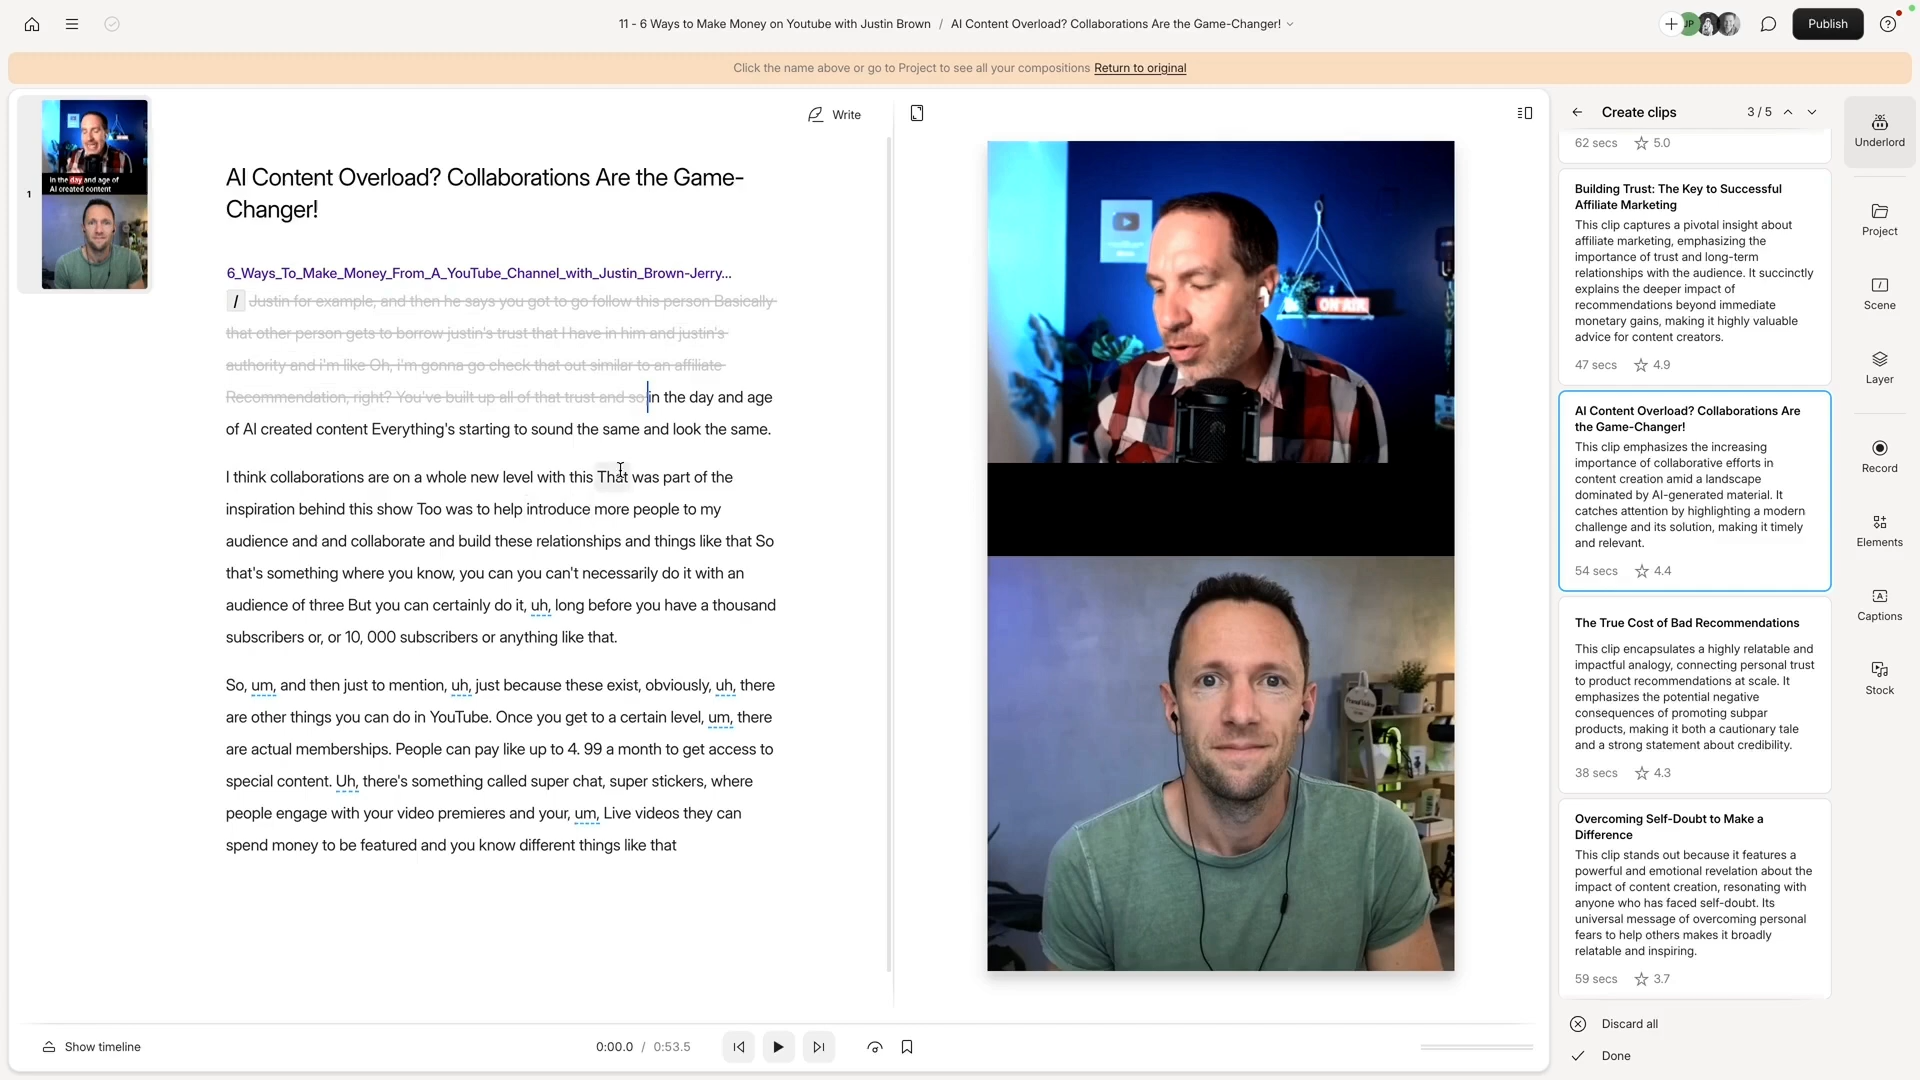 11 - 6 Ways to Make Money on Youtube with Justin Brown / AI Content Overload? Collaborations Are the Game-Changer!
JP
Publish
Click the name above or go to Project to see all your compositions Return to original
1
in the day and age of
AI created content
Write
AI Content Overload? Collaborations Are the Game-
Changer!
6_Ways_To_Make_Money_From_A_YouTube_Channel_with_Justin_Brown-Jerry...
/ Justin for example, and then he says you got to go follow this person Basically
that other person gets to borrow justin's trust that I have in him and justin's
authority and i'm like Oh, i'm gonna go check that out similar to an affiliate
Recommendation, right? You've built up all of that trust and so in the day and age
of AI created content Everything's starting to sound the same and look the same.
I think collaborations are on a whole new level with this That was part of the
inspiration behind this show Too was to help introduce more people to my
audience and and collaborate and build these relationships and things like that So
that's something where you know, you can you can't necessarily do it with an
audience of three But you can certainly do it, uh, long before you have a thousand
subscribers or, or 10, 000 subscribers or anything like that.
So, um, and then just to mention, uh, just because these exist, obviously, uh, there
are other things you can do in YouTube. Once you get to a certain level, um, there
are actual memberships. People can pay like up to 4. 99 a month to get access to
special content. Uh, there's something called super chat, super stickers, where
people engage with your video premieres and your, um, Live videos they can
spend money to be featured and you know different things like that
ON AIR
Show timeline
0:00.0 / 0:53.5
Create clips
3 / 5
62 secs 5.0
Building Trust: The Key to Successful
Affiliate Marketing
This clip captures a pivotal insight about
affiliate marketing, emphasizing the
importance of trust and long-term
relationships with the audience. It succinctly
explains the deeper impact of
recommendations beyond immediate
monetary gains, making it highly valuable
advice for content creators.
47 secs 4.9
AI Content Overload? Collaborations Are
the Game-Changer!
This clip emphasizes the increasing
importance of collaborative efforts in
content creation amid a landscape
dominated by AI-generated material. It
catches attention by highlighting a modern
challenge and its solution, making it timely
and relevant.
54 secs 4.4
The True Cost of Bad Recommendations
This clip encapsulates a highly relatable and
impactful analogy, connecting personal trust
to product recommendations at scale. It
emphasizes the potential negative
consequences of promoting subpar
products, making it both a cautionary tale
and a strong statement about credibility.
38 secs 4.3
Overcoming Self-Doubt to Make a
Difference
This clip stands out because it features a
powerful and emotional revelation about the
impact of content creation, resonating with
anyone who has faced self-doubt. Its
universal message of overcoming personal
fears to help others makes it broadly
relatable and inspiring.
59 secs 3.7
Discard all
Done
Underlord
Project
Scene
Layer
Record
Elements
Captions
Stock